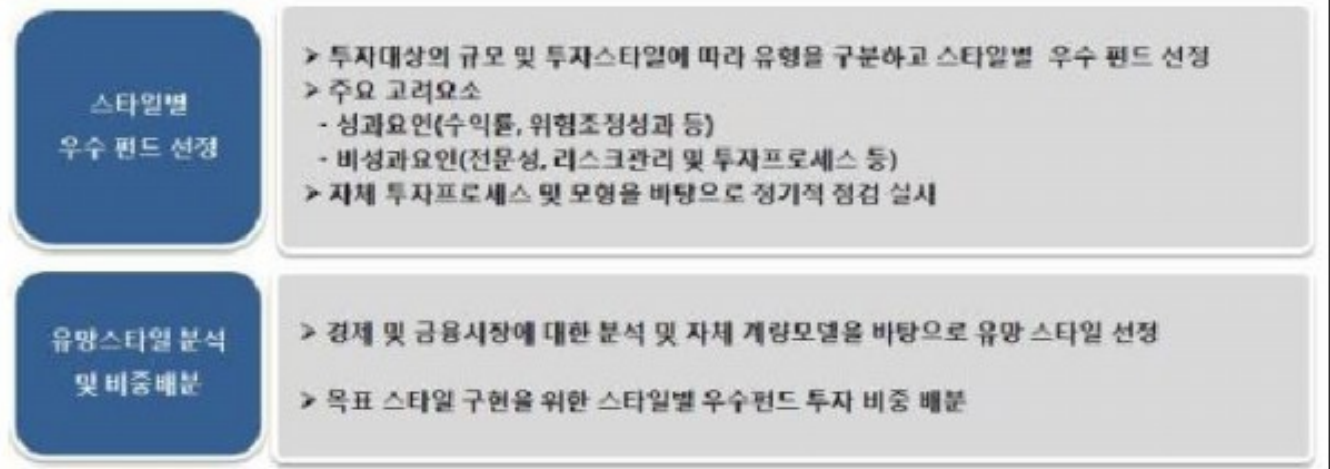 스타일별
우수 펀드 선정
➢ 투자대상의 규모 및 투자스타일에 따라 유형을 구분하고 스타일별 우수 펀드 선정
➢ 주요 고려요소
- 성과요인(수익률, 위험조정성과 등)
- 비성과요인(전문성, 리스크관리 및 투자프로세스 등)
➢ 자체 투자프로세스 및 모형을 바탕으로 정기적 점검 실시
유망스타일 분석
및 비중배분
➢ 경제 및 금융시장에 대한 분석 및 자체 계량모델을 바탕으로 유망 스타일 선정
➢ 목표 스타일 구현을 위한 스타일별 우수펀드 투자 비중 배분